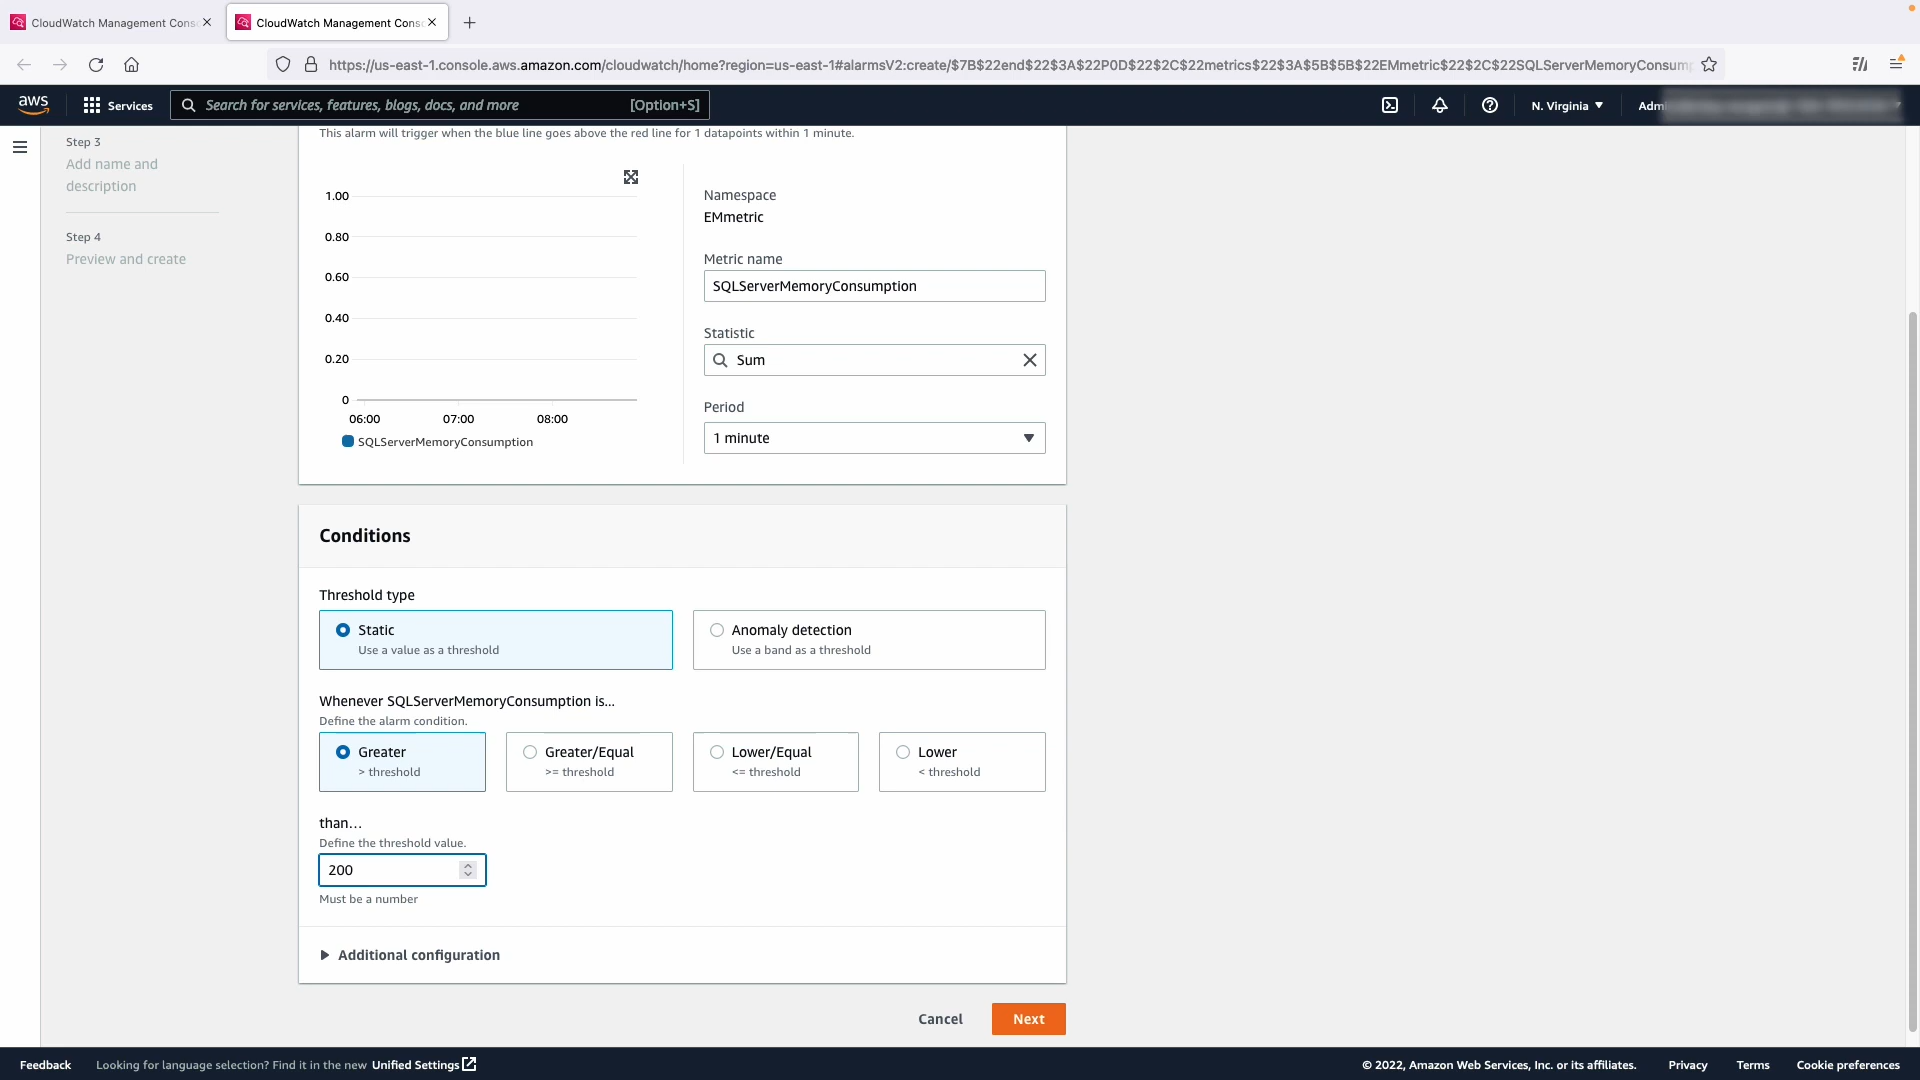 CloudWatch Management Cons
CloudWatch Management Cons
https://us-east-1.console.aws.amazon.com/cloudwatch/home?region=us-east-1#alarmsV2:create/$7B$22end$22$3A$22P0D$22$2C$22metrics$22$3A$5B$5B$22EMmetric$22$2C$22SQLServerMemoryConsump
aws
Services
Search for services, features, blogs, docs, and more
[Option+S]
N. Virginia
This alarm will trigger when the blue line goes above the red line for 1 datapoints within 1 minute.
Step 3
Add name and
description
Step 4
Preview and create
1.00
0.80
0.60
0.40
0.20
0
06:00
07:00
08:00
SQLServerMemoryConsumption
Namespace
EMmetric
Metric name
SQLServerMemoryConsumption
Statistic
Sum
Period
1 minute
Conditions
Threshold type
Static
Use a value as a threshold
Anomaly detection
Use a band as a threshold
Whenever SQLServerMemoryConsumption is...
Define the alarm condition.
Greater
> threshold
Greater/Equal
>= threshold
Lower/Equal
<= threshold
Lower
< threshold
than...
Define the threshold value.
200
Must be a number
Additional configuration
Cancel
Next
Feedback
Looking for language selection? Find it in the new Unified Settings
© 2022, Amazon Web Services, Inc. or its affiliates.
Privacy
Terms
Cookie preferences